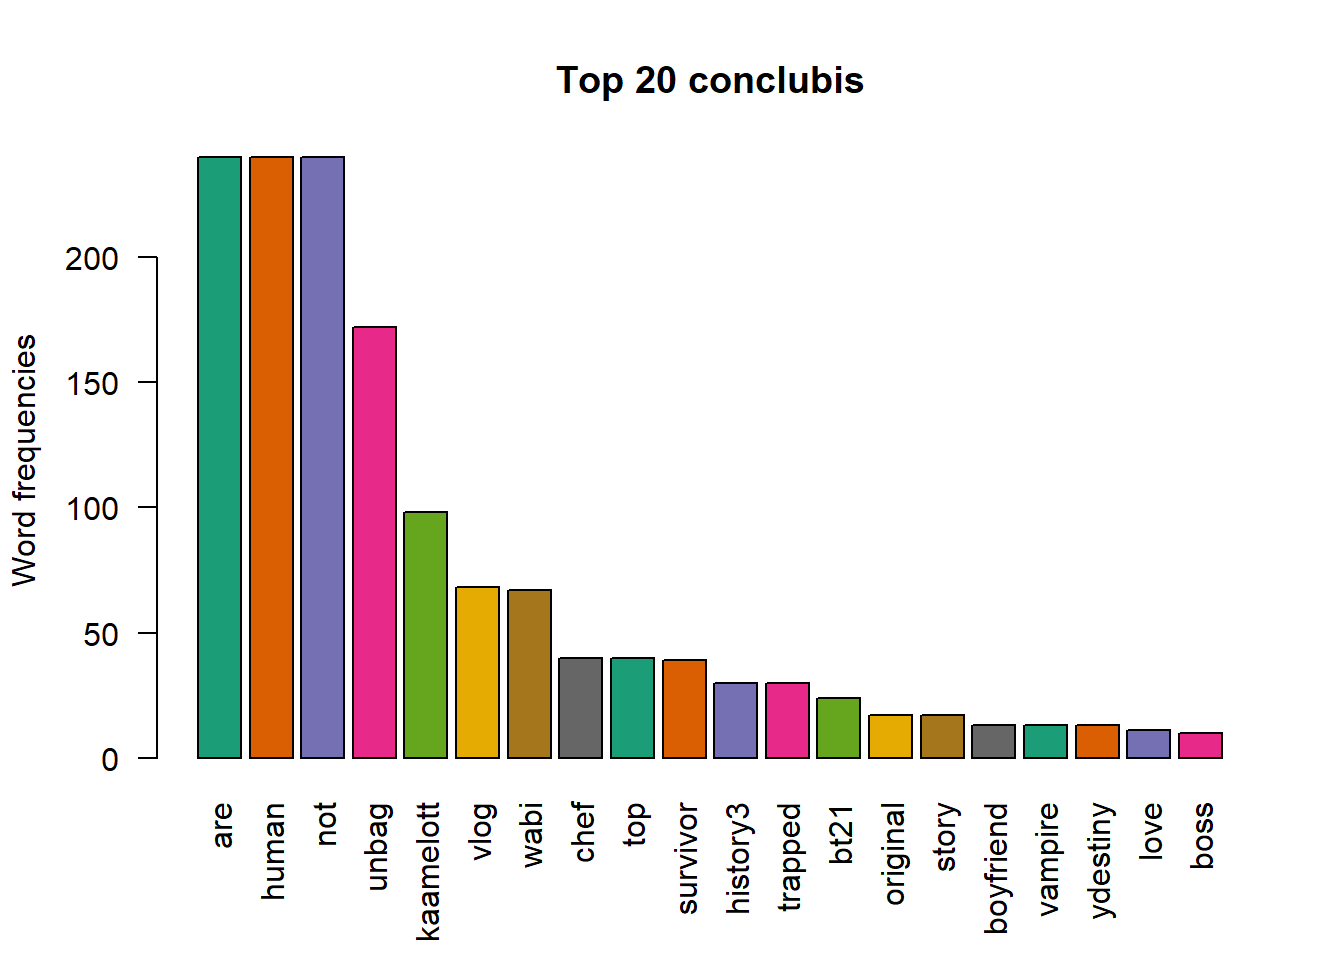 Top 20 conclubis
Word frequencies
200
150
100
50
0
are
human
not
unbag
kaamelott
vlog
wabi
chef
top
survivor
history3
trapped
bt21
original
story
boyfriend
vampire
ydestiny
love
boss